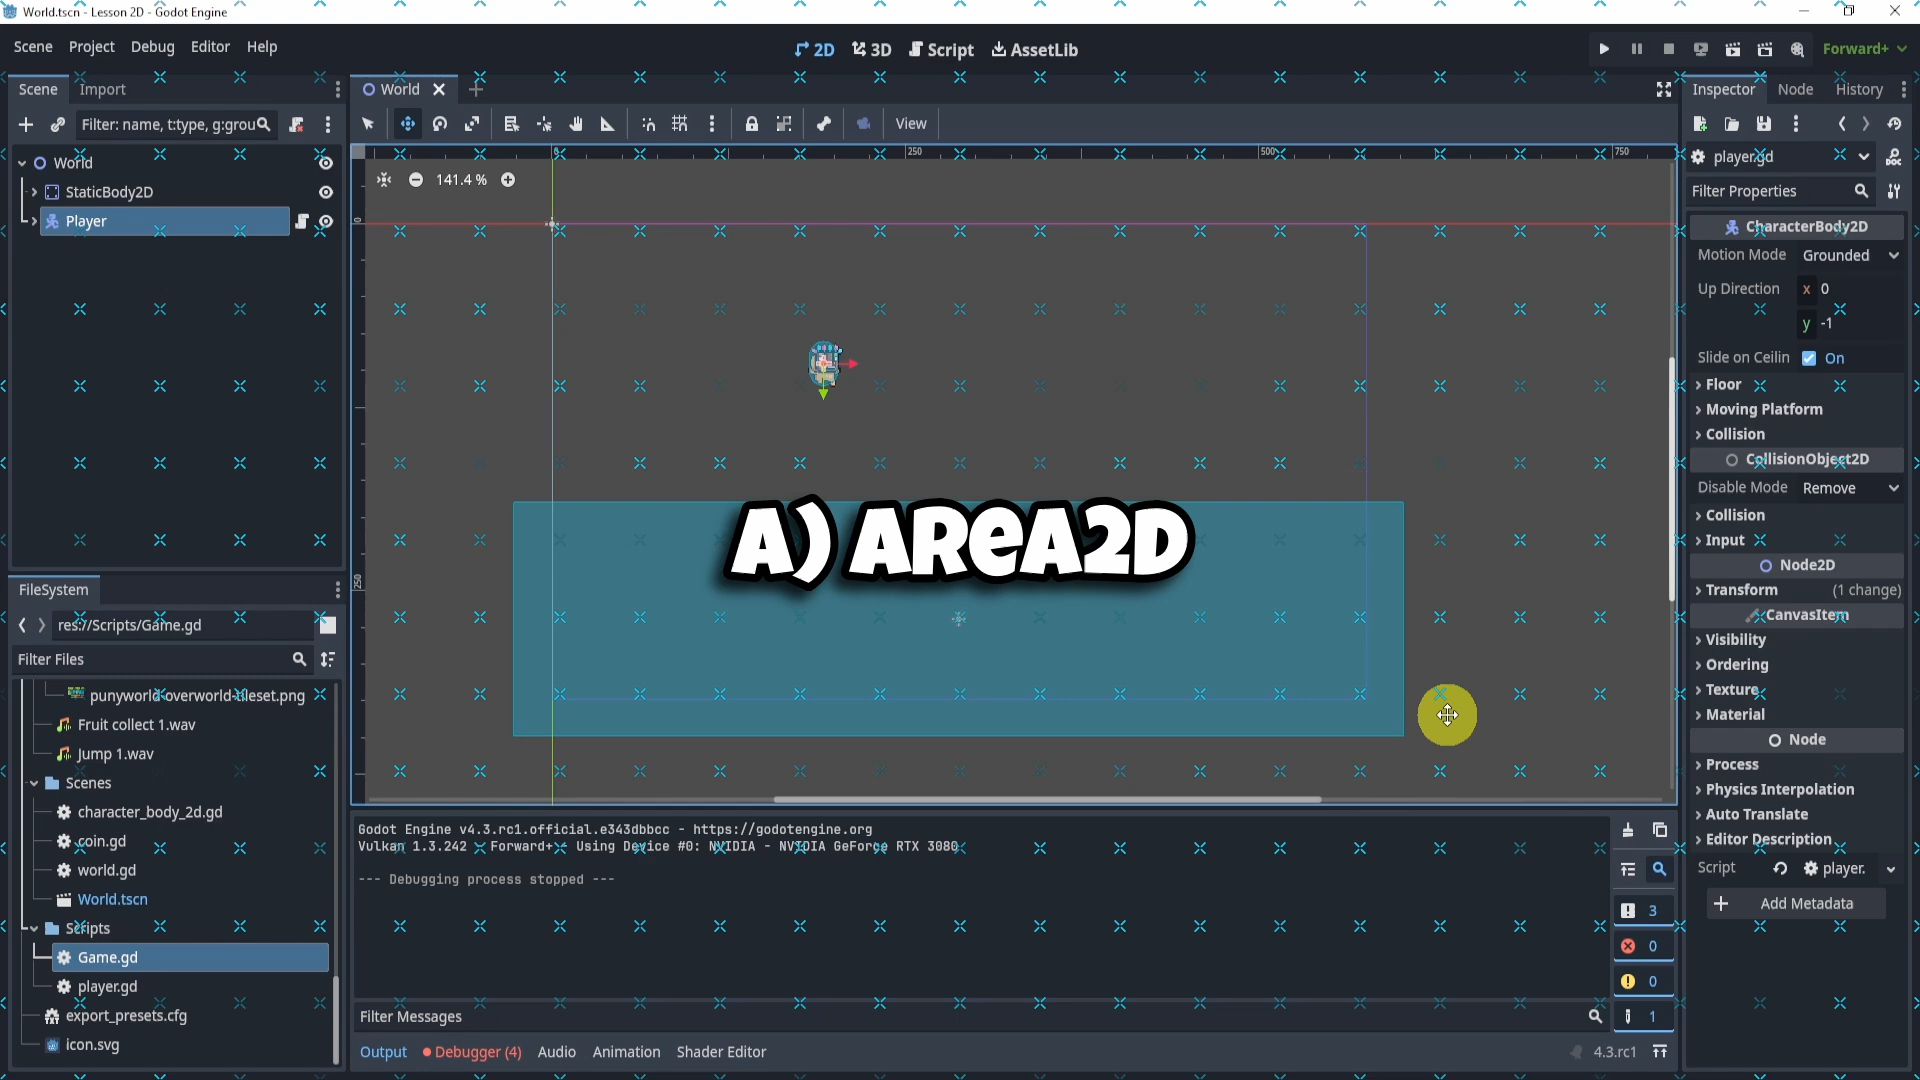 World.tscn - Lesson 2D - Godot Engine
Scene Project Debug Editor Help
2D 3D Script AssetLib
Forward+
Scene Import
Filter: name, t:type, g:grou
World
StaticBody2D
Player
FileSystem
res://Scripts/Game.gd
Filter Files
punyworld-overworld-tileset.png
Fruit collect 1.wav
Jump 1.wav
Scenes
character_body_2d.gd
coin.gd
world.gd
World.tscn
Scripts
Game.gd
player.gd
export_presets.cfg
icon.svg
World
View
0 250 500 750
141.4 %
0
250
A) Area2D
Godot Engine v4.3.rc1.official.e343dbbcc - https://godotengine.org
Vulkan 1.3.242 - Forward+ - Using Device #0: NVIDIA - NVIDIA GeForce RTX 3080
--- Debugging process stopped ---
3
0
0
1
Filter Messages
Output Debugger (4) Audio Animation Shader Editor
4.3.rc1
Inspector Node History
player.gd
Filter Properties
CharacterBody2D
Motion Mode Grounded
Up Direction x 0
y -1
Slide on Ceilin On
Floor
Moving Platform
Collision
CollisionObject2D
Disable Mode Remove
Collision
Input
Node2D
Transform (1 change)
CanvasItem
Visibility
Ordering
Texture
Material
Node
Process
Physics Interpolation
Auto Translate
Editor Description
Script player.
Add Metadata